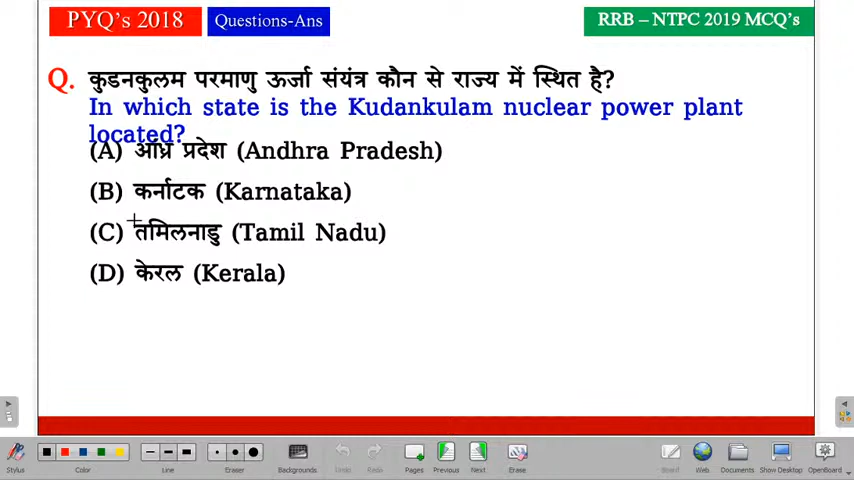 PYQ's 2018 Questions-Ans RRB – NTPC 2019 MCQ's
Q. कुडनकुलम परमाणु ऊर्जा संयंत्र कौन से राज्य में स्थित है?
In which state is the Kudankulam nuclear power plant
located?
(A) आंध्र प्रदेश (Andhra Pradesh)
(B) कर्नाटक (Karnataka)
(C) तमिलनाडु (Tamil Nadu)
(D) केरल (Kerala)
Stylus Color Line Eraser Backgrounds Undo Redo Pages Previous Next Erase Board Web Documents Show Desktop OpenBoard